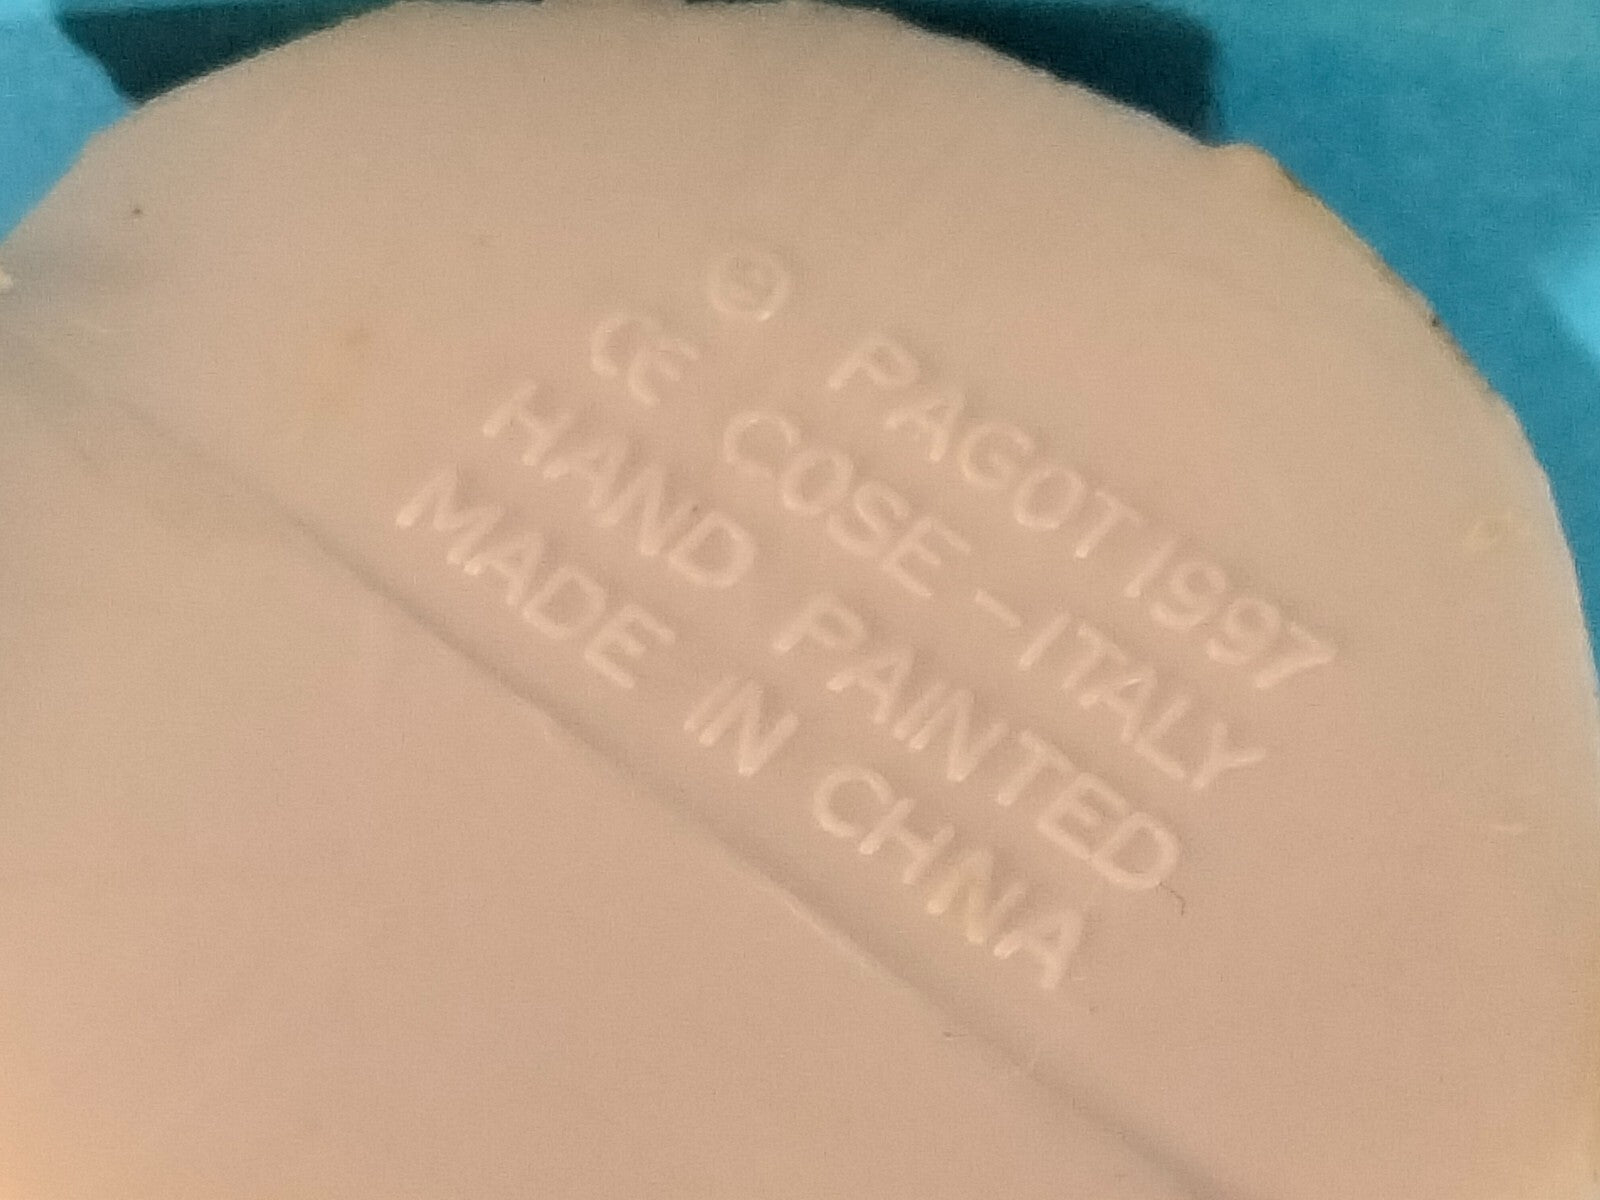 © PAGOT 1997
CE COSE - ITALY
HAND PAINTED
MADE IN CHINA